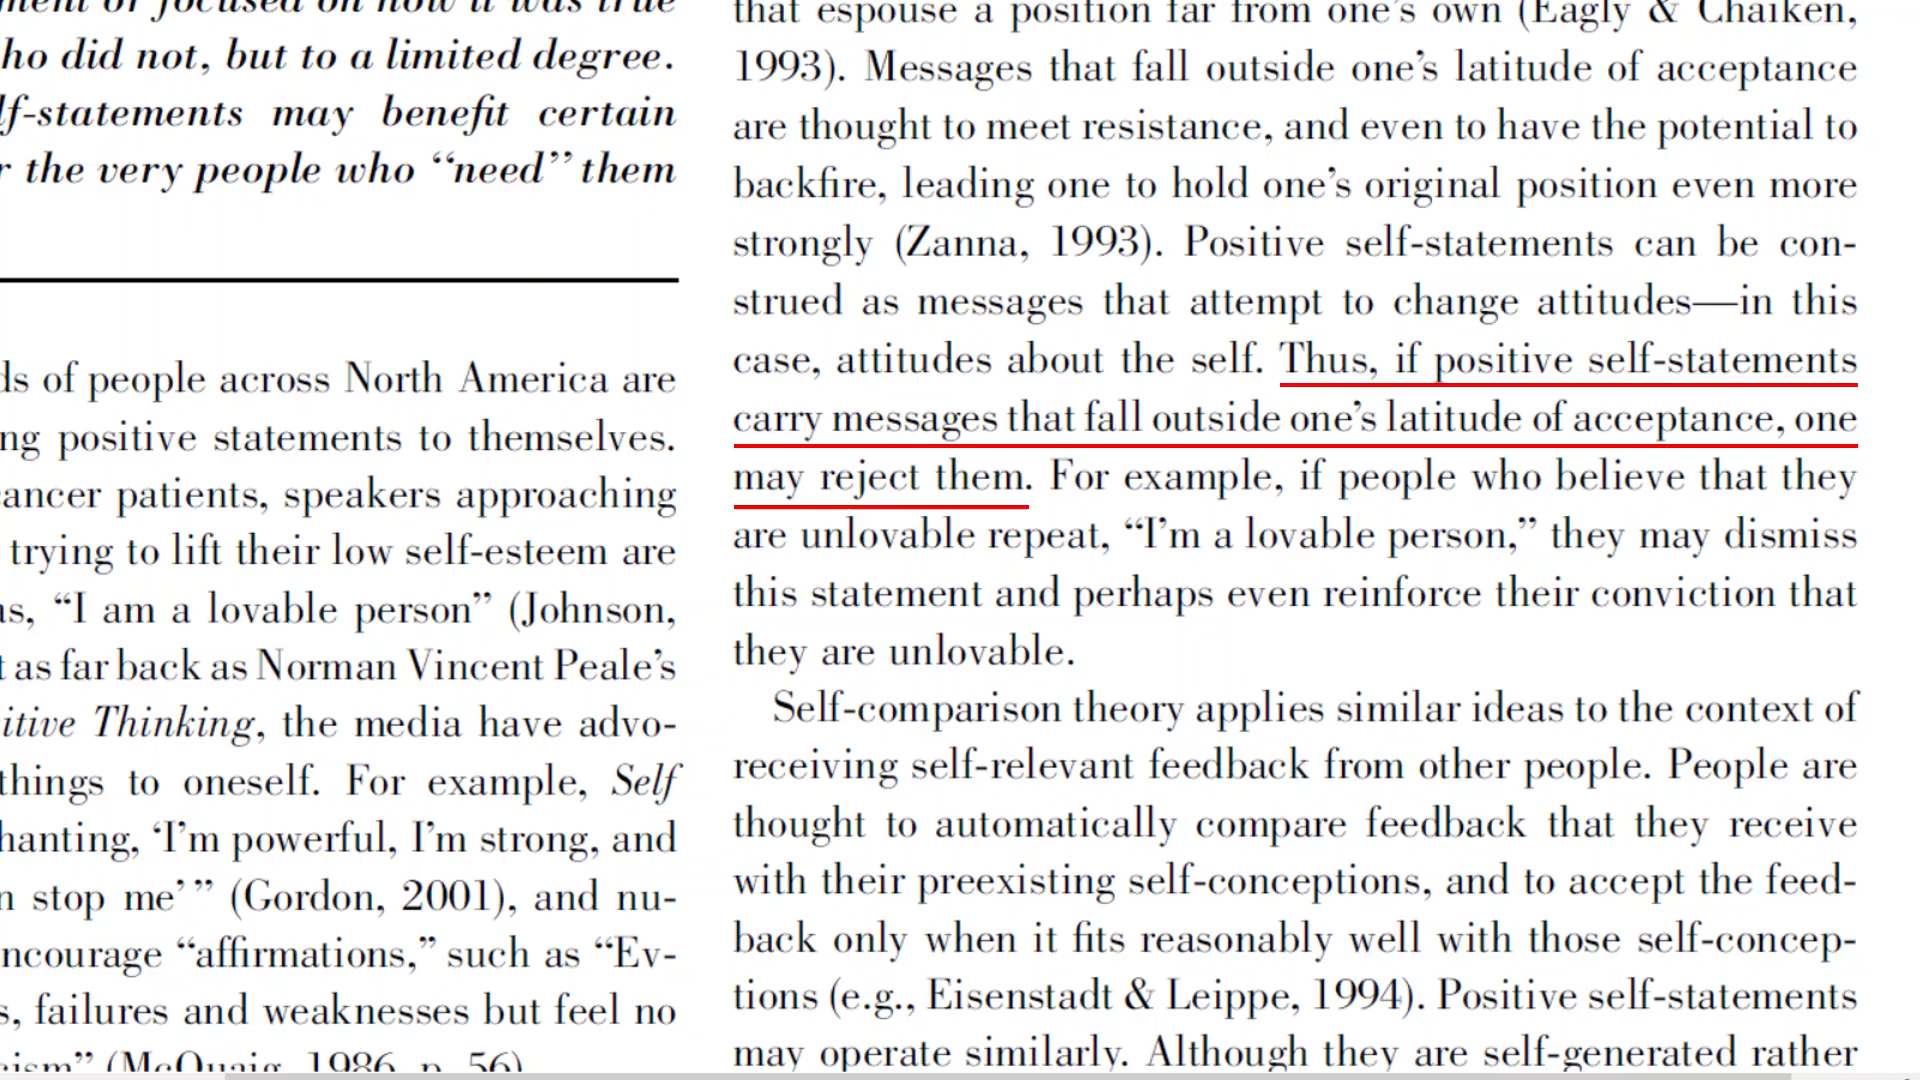 ment or focused on how it was true
ho did not, but to a limited degree.
lf-statements may benefit certain
r the very people who “need” them
ds of people across North America are
ng positive statements to themselves.
ancer patients, speakers approaching
trying to lift their low self-esteem are
s, “I am a lovable person” (Johnson,
t as far back as Norman Vincent Peale’s
itive Thinking, the media have advo-
things to oneself. For example, Self
hanting, ‘I’m powerful, I’m strong, and
n stop me’ ” (Gordon, 2001), and nu-
ncourage “affirmations,” such as “Ev-
s, failures and weaknesses but feel no
cism” (McQuaig, 1986, p. 56).
that espouse a position far from one’s own (Eagly & Chaiken,
1993). Messages that fall outside one’s latitude of acceptance
are thought to meet resistance, and even to have the potential to
backfire, leading one to hold one’s original position even more
strongly (Zanna, 1993). Positive self-statements can be con-
strued as messages that attempt to change attitudes—in this
case, attitudes about the self. Thus, if positive self-statements
carry messages that fall outside one’s latitude of acceptance, one
may reject them. For example, if people who believe that they
are unlovable repeat, “I’m a lovable person,” they may dismiss
this statement and perhaps even reinforce their conviction that
they are unlovable.
Self-comparison theory applies similar ideas to the context of
receiving self-relevant feedback from other people. People are
thought to automatically compare feedback that they receive
with their preexisting self-conceptions, and to accept the feed-
back only when it fits reasonably well with those self-concep-
tions (e.g., Eisenstadt & Leippe, 1994). Positive self-statements
may operate similarly. Although they are self-generated rather